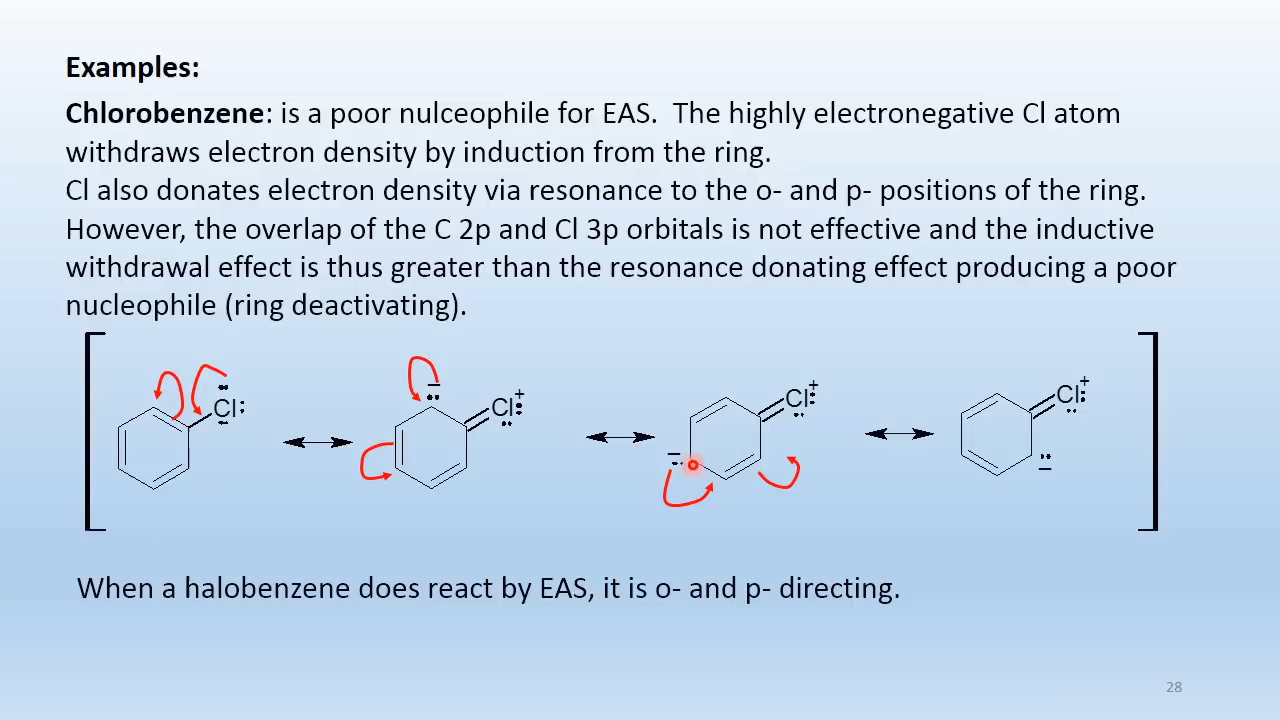 Examples:
Chlorobenzene: is a poor nulceophile for EAS.  The highly electronegative Cl atom
withdraws electron density by induction from the ring.
Cl also donates electron density via resonance to the o- and p- positions of the ring.
However, the overlap of the C 2p and Cl 3p orbitals is not effective and the inductive
withdrawal effect is thus greater than the resonance donating effect producing a poor
nucleophile (ring deactivating).
Cl Cl+ Cl+ Cl+
When a halobenzene does react by EAS, it is o- and p- directing.
28